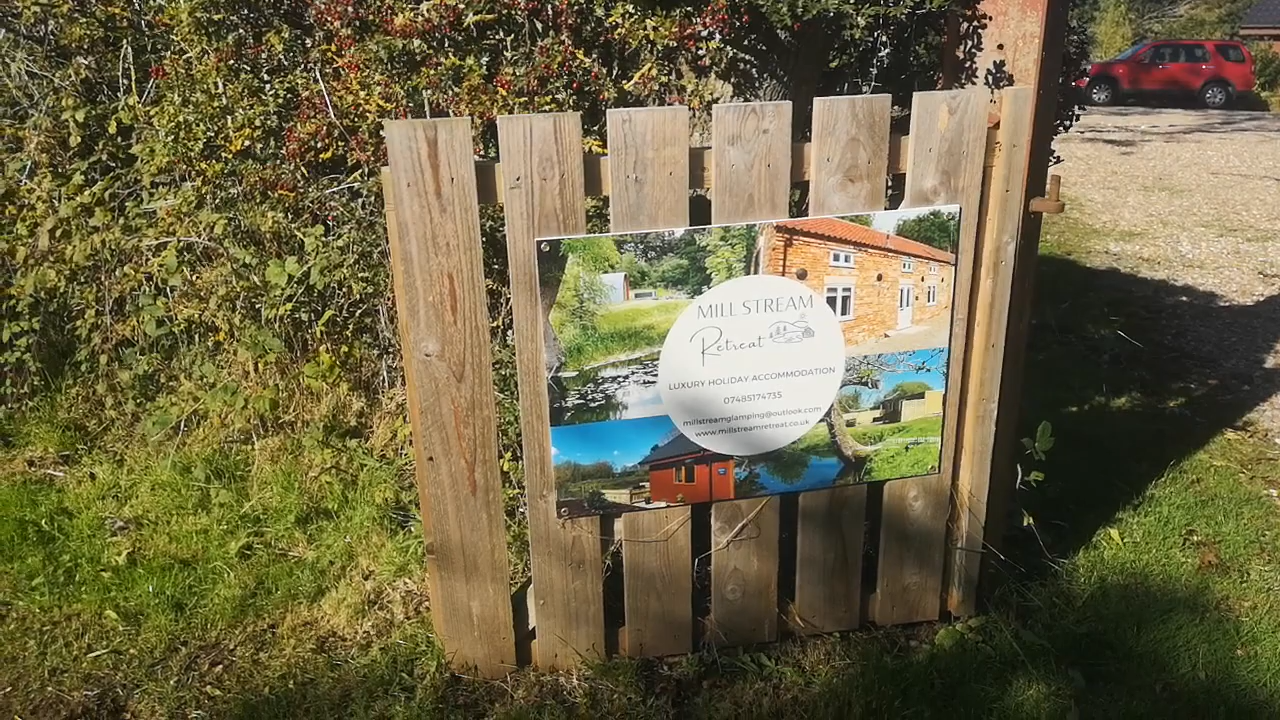 MILL STREAM
Retreat
LUXURY HOLIDAY ACCOMMODATION
07485174735
millstreamglamping@outlook.com
www.millstreamretreat.co.uk